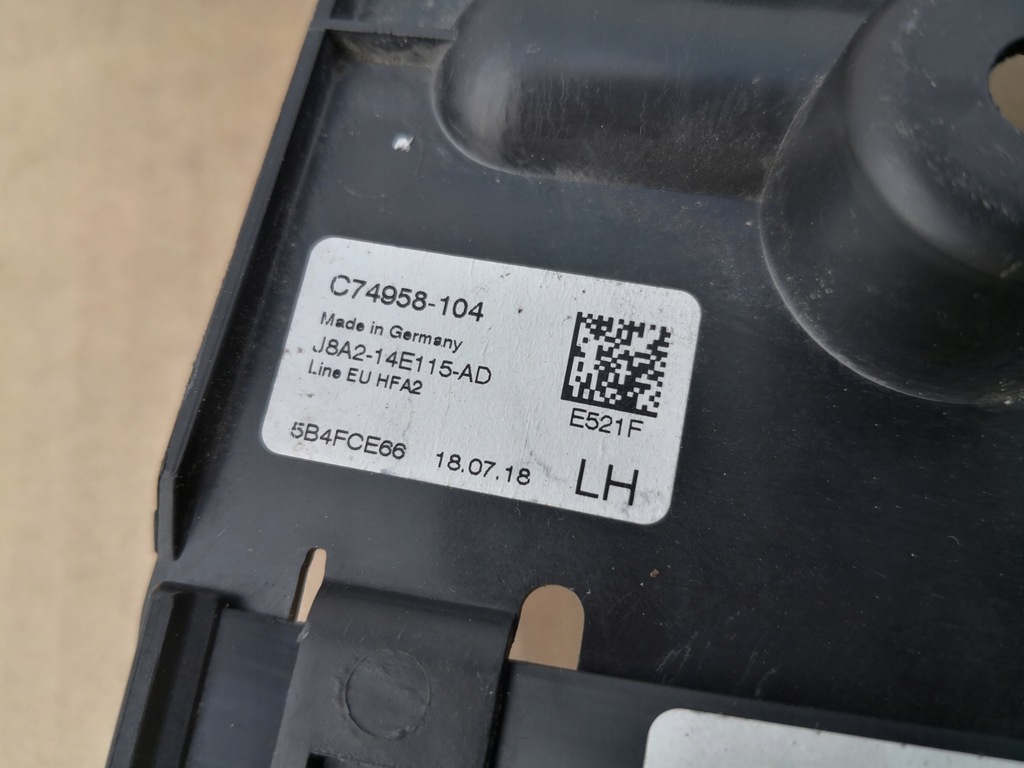 C74958-104
Made in Germany
J8A2-14E115-AD
Line EU HFA2
E521F
5B4FCE66 18.07.18 LH